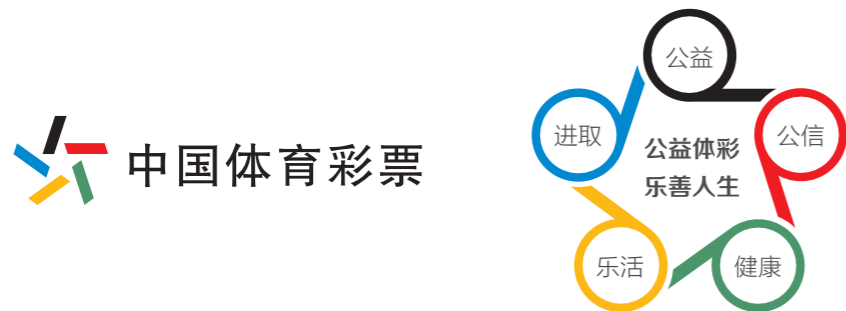 中国体育彩票
公益
进取
公益体彩
乐善人生
公信
乐活
健康